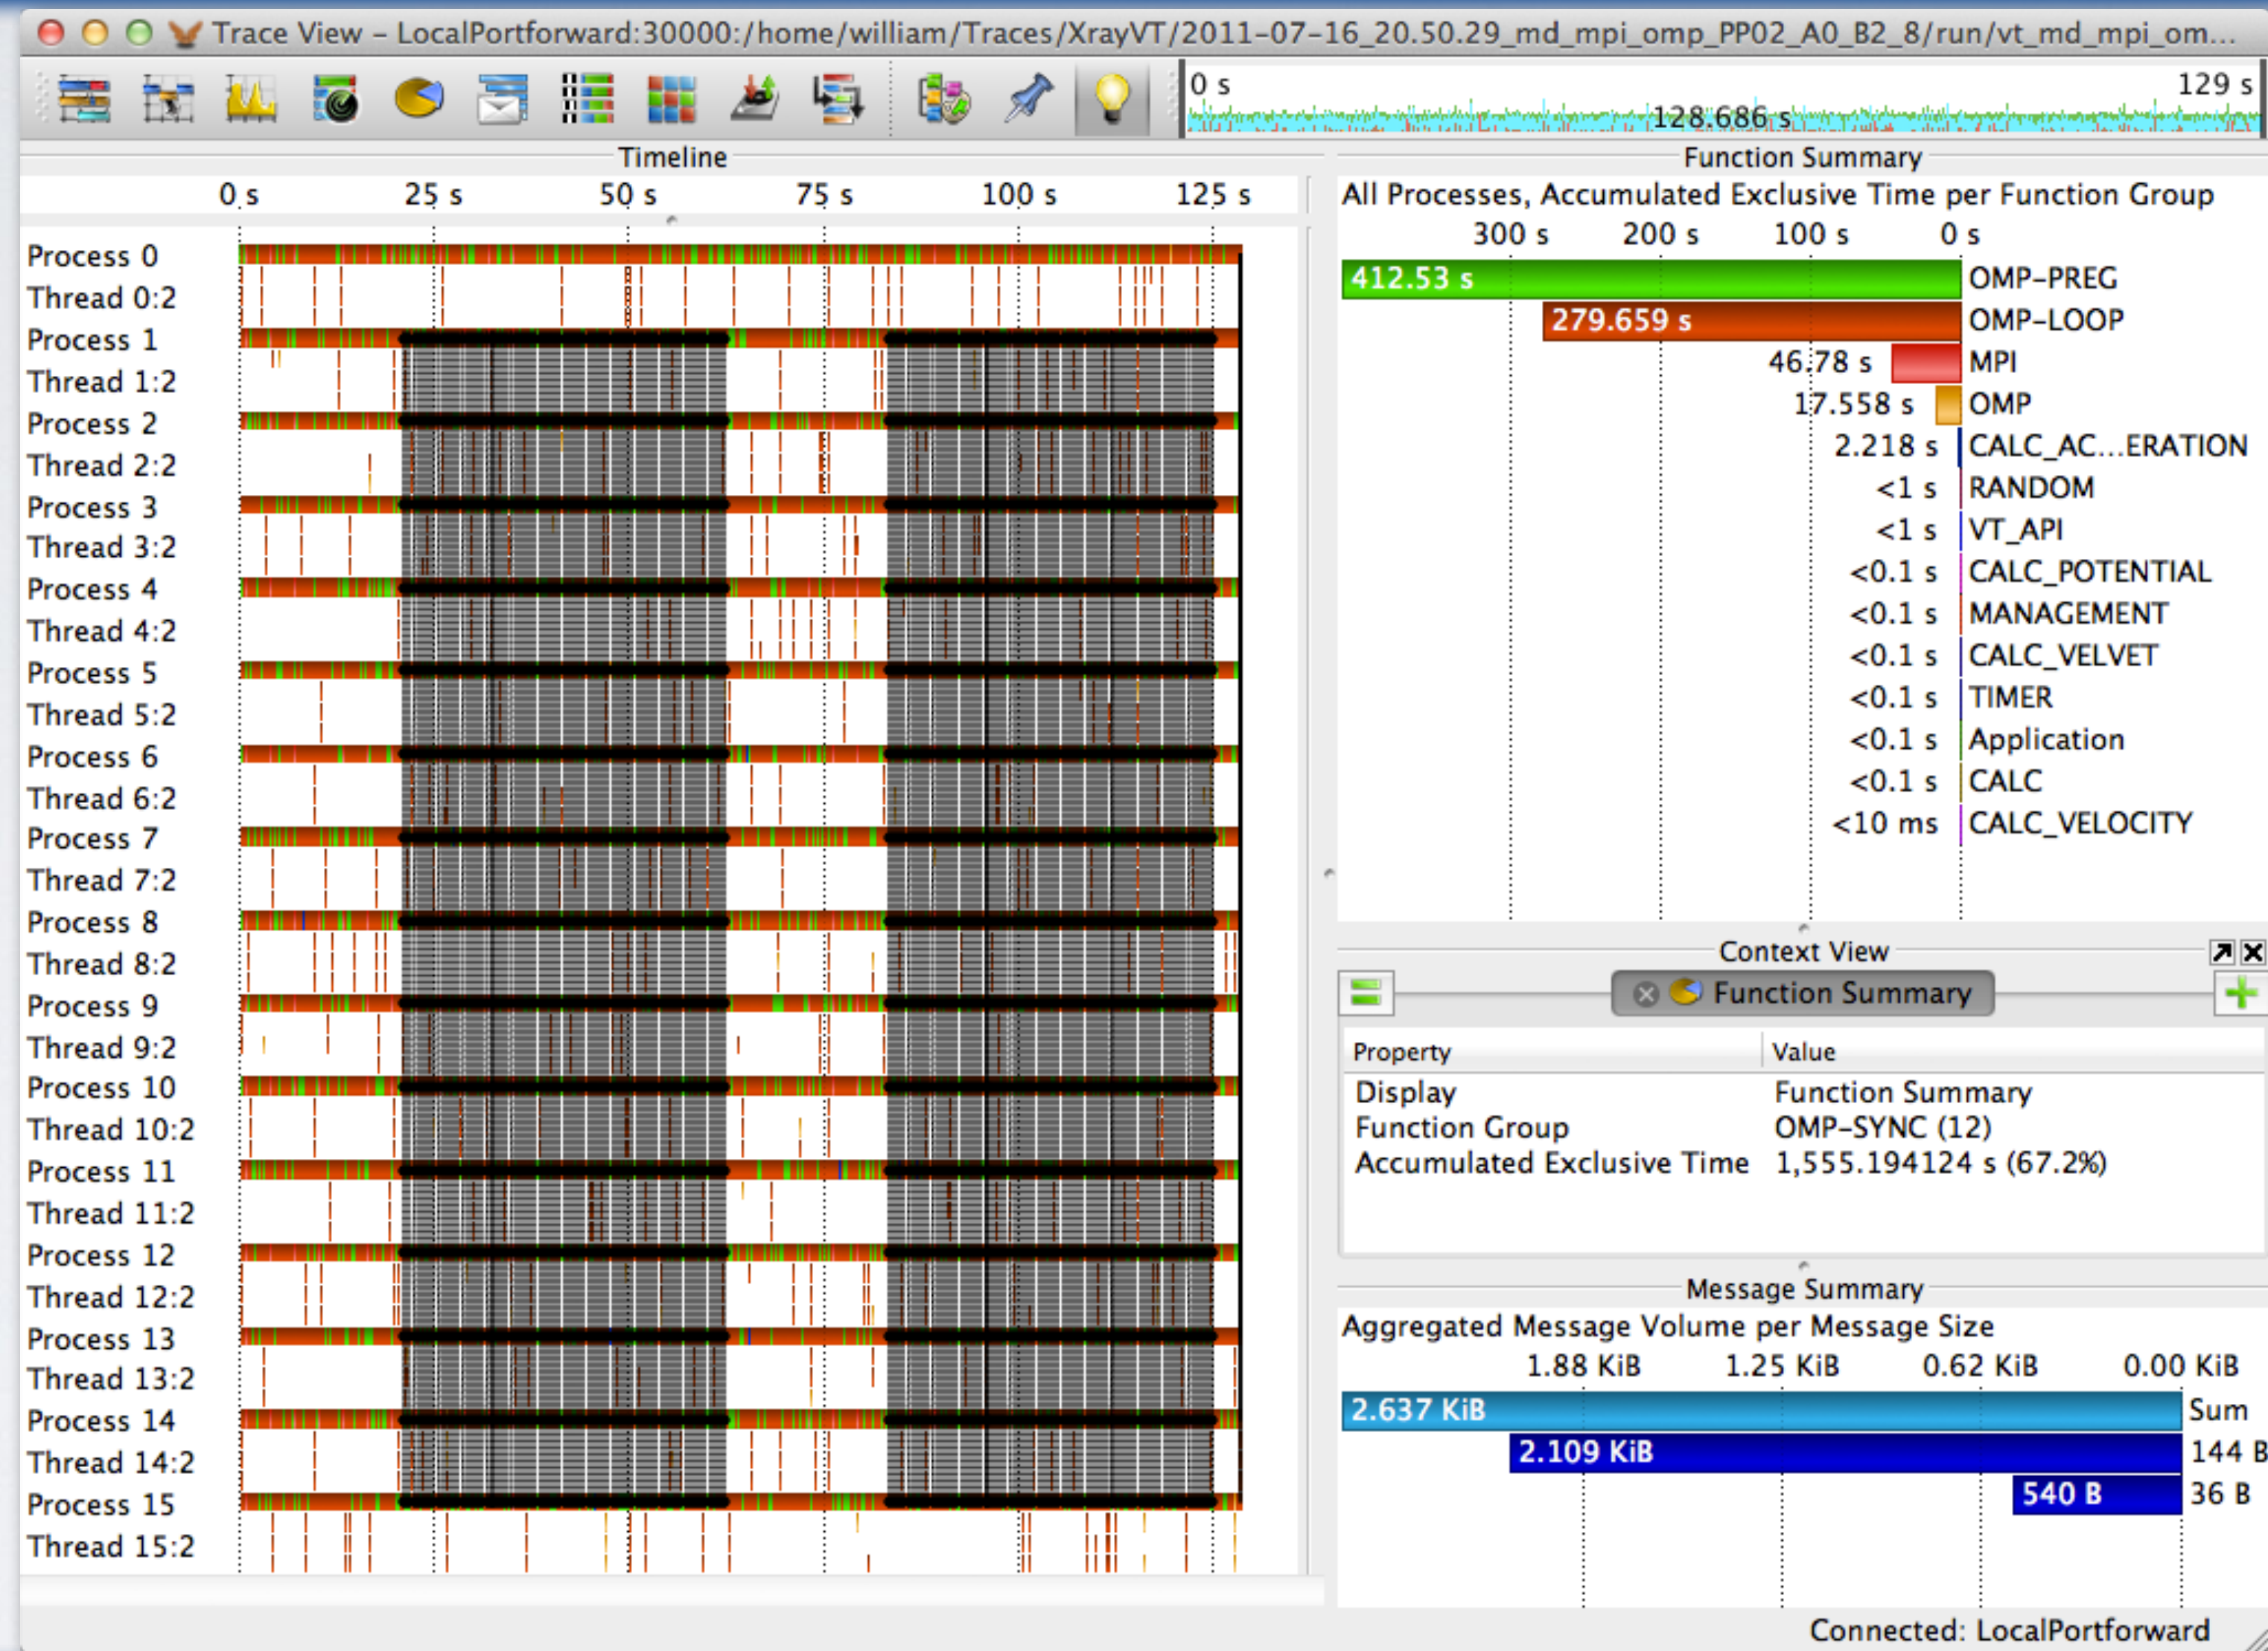 Trace View – LocalPortforward:30000:/home/william/Traces/XrayVT/2011-07-16_20.50.29_md_mpi_omp_PP02_A0_B2_8/run/vt_md_mpi_om...
0 s
129 s
128.686 s
Timeline
0 s 25 s 50 s 75 s 100 s 125 s
Process 0
Thread 0:2
Process 1
Thread 1:2
Process 2
Thread 2:2
Process 3
Thread 3:2
Process 4
Thread 4:2
Process 5
Thread 5:2
Process 6
Thread 6:2
Process 7
Thread 7:2
Process 8
Thread 8:2
Process 9
Thread 9:2
Process 10
Thread 10:2
Process 11
Thread 11:2
Process 12
Thread 12:2
Process 13
Thread 13:2
Process 14
Thread 14:2
Process 15
Thread 15:2
Function Summary
All Processes, Accumulated Exclusive Time per Function Group
300 s 200 s 100 s 0 s
412.53 s OMP-PREG
279.659 s OMP-LOOP
46.78 s MPI
17.558 s OMP
2.218 s CALC_AC...ERATION
<1 s RANDOM
<1 s VT_API
<0.1 s CALC_POTENTIAL
<0.1 s MANAGEMENT
<0.1 s CALC_VELVET
<0.1 s TIMER
<0.1 s Application
<0.1 s CALC
<10 ms CALC_VELOCITY
Context View
Function Summary
Property Value
Display Function Summary
Function Group OMP-SYNC (12)
Accumulated Exclusive Time 1,555.194124 s (67.2%)
Message Summary
Aggregated Message Volume per Message Size
1.88 KiB 1.25 KiB 0.62 KiB 0.00 KiB
2.637 KiB Sum
2.109 KiB 144 B
540 B 36 B
Connected: LocalPortforward